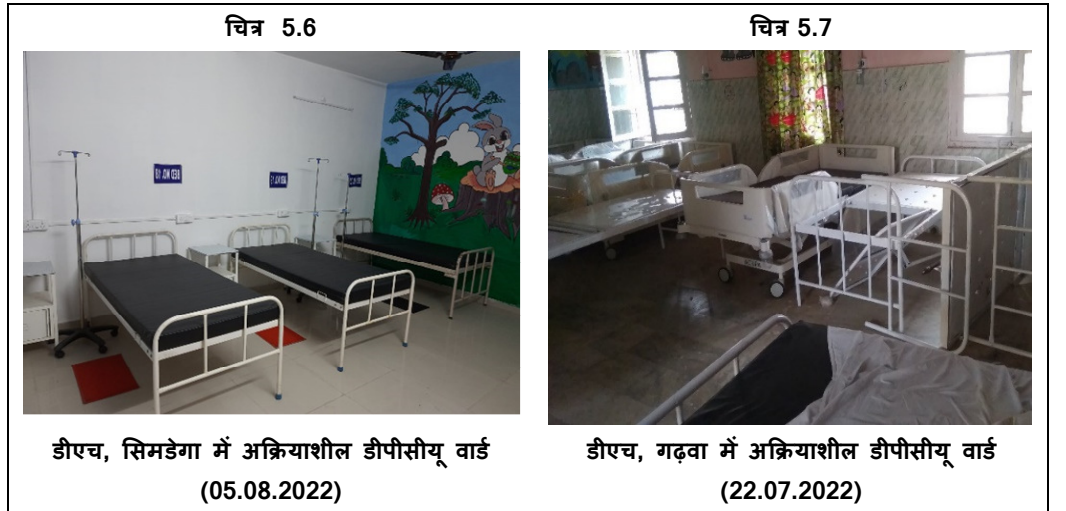 चित्र 5.6
चित्र 5.7
डीएच, सिमडेगा में अक्रियाशील डीपीसीयू वार्ड
(05.08.2022)
डीएच, गढ़वा में अक्रियाशील डीपीसीयू वार्ड
(22.07.2022)